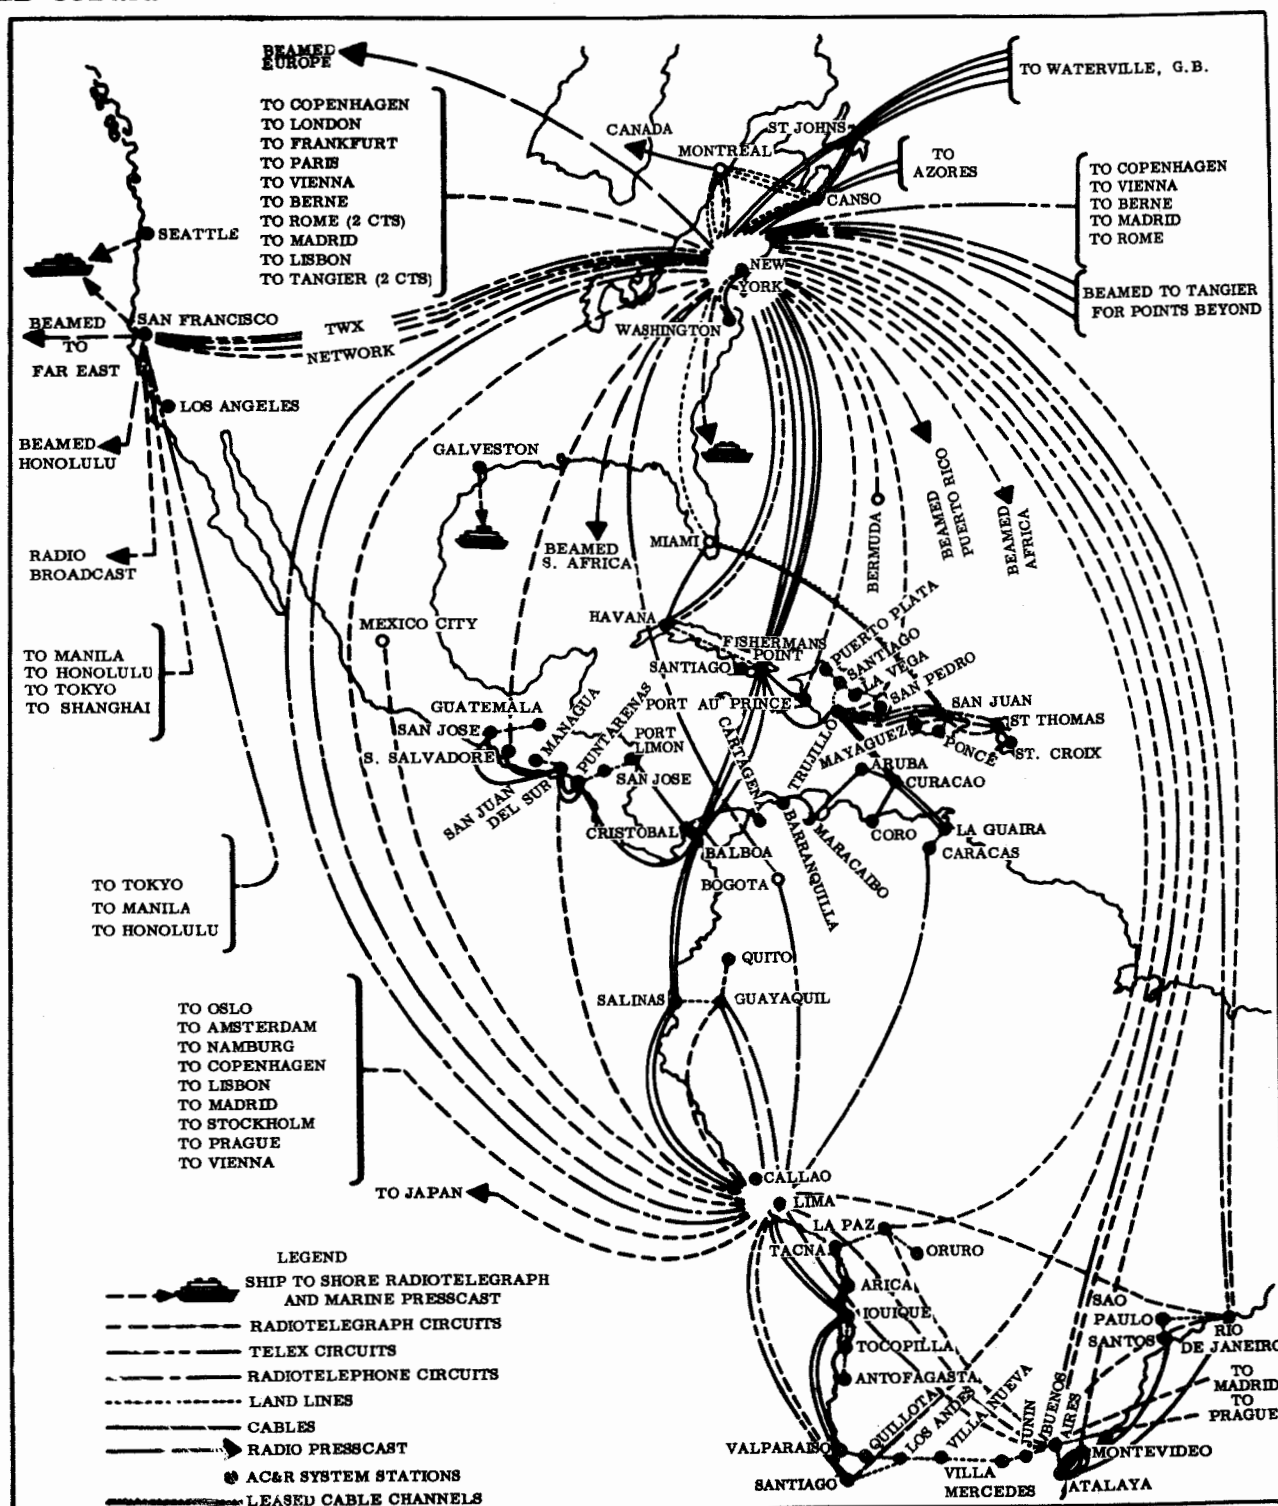 BEAMED
EUROPE
TO COPENHAGEN
TO LONDON
TO FRANKFURT
TO PARIS
TO VIENNA
TO BERNE
TO ROME (2 CTS)
TO MADRID
TO LISBON
TO TANGIER (2 CTS)
TO WATERVILLE, G.B.
CANADA
ST JOHNS
MONTREAL
TO
AZORES
CANSO
TO COPENHAGEN
TO VIENNA
TO BERNE
TO MADRID
TO ROME
BEAMED TO TANGIER
FOR POINTS BEYOND
SEATTLE
NEW
YORK
WASHINGTON
SAN FRANCISCO
TWX
NETWORK
BEAMED
TO
FAR EAST
LOS ANGELES
BEAMED
HONOLULU
GALVESTON
RADIO
BROADCAST
BEAMED
S. AFRICA
MIAMI
BERMUDA
BEAMED
PUERTO RICO
BEAMED
AFRICA
MEXICO CITY
HAVANA
FISHERMANS
POINT
SANTIAGO
PORT AU PRINCE
PUERTO PLATA
SANTIAGO
LA VEGA
SAN PEDRO
SAN JUAN
ST THOMAS
ST. CROIX
PONCE
MAYAGUEZ
TRUJILLO
TO MANILA
TO HONOLULU
TO TOKYO
TO SHANGHAI
GUATEMALA
SAN JOSE
S. SALVADORE
MANAGUA
PUNTARENAS
PORT
LIMON
SAN JOSE
SAN JUAN
DEL SUR
CARTAGENA
ARUBA
CURACAO
CRISTOBAL
BALBOA
BARRANQUILLA
MARACAIBO
CORO
LA GUAIRA
CARACAS
BOGOTA
TO TOKYO
TO MANILA
TO HONOLULU
QUITO
SALINAS
GUAYAQUIL
TO OSLO
TO AMSTERDAM
TO NAMBURG
TO COPENHAGEN
TO LISBON
TO MADRID
TO STOCKHOLM
TO PRAGUE
TO VIENNA
TO JAPAN
CALLAO
LIMA
LA PAZ
TACNA
ORURO
ARICA
IOUIQUE
TOCOPILLA
ANTOFAGASTA
SAO
PAULO
SANTOS
RIO
DE JANEIRO
TO
MADRID
TO
PRAGUE
VALPARAISO
QUILLOTA
LOS ANDES
VILLA NUEVA
JUNIN
BUENOS
AIRES
MONTEVIDEO
SANTIAGO
VILLA
MERCEDES
ATALAYA
LEGEND
SHIP TO SHORE RADIOTELEGRAPH
AND MARINE PRESSCAST
RADIOTELEGRAPH CIRCUITS
TELEX CIRCUITS
RADIOTELEPHONE CIRCUITS
LAND LINES
CABLES
RADIO PRESSCAST
AC&R SYSTEM STATIONS
LEASED CABLE CHANNELS